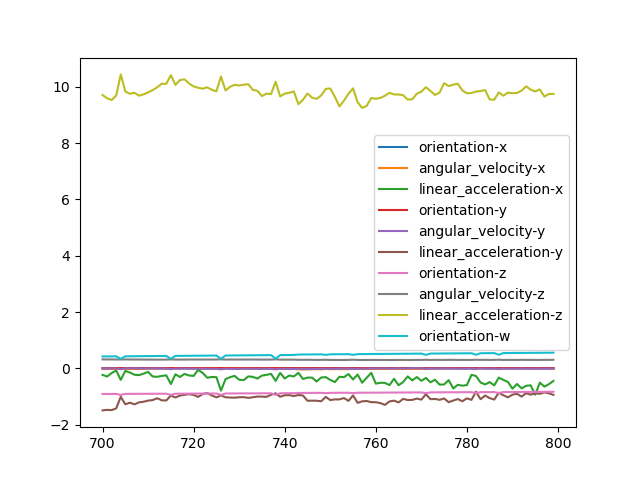 10
8
6
4
2
0
−2
700
720
740
760
780
800
orientation-x
angular_velocity-x
linear_acceleration-x
orientation-y
angular_velocity-y
linear_acceleration-y
orientation-z
angular_velocity-z
linear_acceleration-z
orientation-w